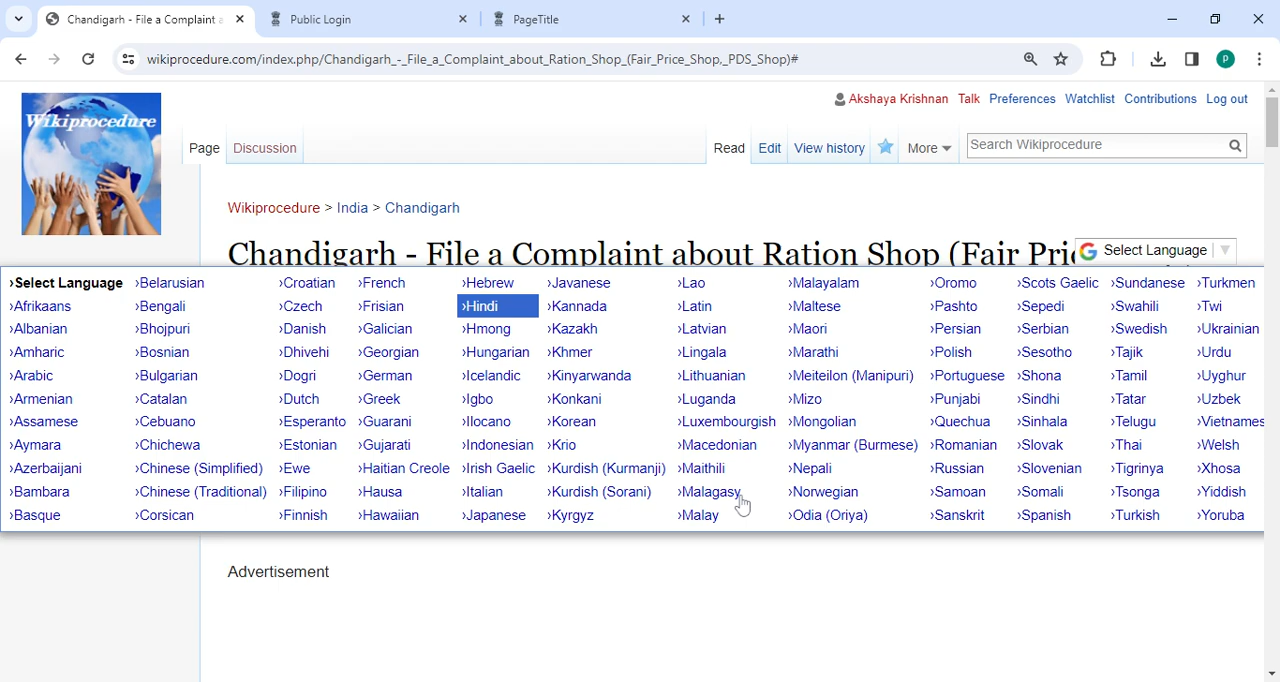 Chandigarh - File a Complaint a
Public Login
PageTitle
wikiprocedure.com/index.php/Chandigarh_-_File_a_Complaint_about_Ration_Shop_(Fair_Price_Shop,_PDS_Shop)#
P
Wikiprocedure
Akshaya Krishnan Talk Preferences Watchlist Contributions Log out
Page Discussion Read Edit View history More Search Wikiprocedure
Wikiprocedure > India > Chandigarh
Chandigarh - File a Complaint about Ration Shop (Fair Pri
G Select Language
›Select Language ›Belarusian ›Croatian ›French ›Hebrew ›Javanese ›Lao ›Malayalam ›Oromo ›Scots Gaelic ›Sundanese ›Turkmen
›Afrikaans ›Bengali ›Czech ›Frisian ›Hindi ›Kannada ›Latin ›Maltese ›Pashto ›Sepedi ›Swahili ›Twi
›Albanian ›Bhojpuri ›Danish ›Galician ›Hmong ›Kazakh ›Latvian ›Maori ›Persian ›Serbian ›Swedish ›Ukrainian
›Amharic ›Bosnian ›Dhivehi ›Georgian ›Hungarian ›Khmer ›Lingala ›Marathi ›Polish ›Sesotho ›Tajik ›Urdu
›Arabic ›Bulgarian ›Dogri ›German ›Icelandic ›Kinyarwanda ›Lithuanian ›Meiteilon (Manipuri) ›Portuguese ›Shona ›Tamil ›Uyghur
›Armenian ›Catalan ›Dutch ›Greek ›Igbo ›Konkani ›Luganda ›Mizo ›Punjabi ›Sindhi ›Tatar ›Uzbek
›Assamese ›Cebuano ›Esperanto ›Guarani ›Ilocano ›Korean ›Luxembourgish ›Mongolian ›Quechua ›Sinhala ›Telugu ›Vietnames
›Aymara ›Chichewa ›Estonian ›Gujarati ›Indonesian ›Krio ›Macedonian ›Myanmar (Burmese) ›Romanian ›Slovak ›Thai ›Welsh
›Azerbaijani ›Chinese (Simplified) ›Ewe ›Haitian Creole ›Irish Gaelic ›Kurdish (Kurmanji) ›Maithili ›Nepali ›Russian ›Slovenian ›Tigrinya ›Xhosa
›Bambara ›Chinese (Traditional) ›Filipino ›Hausa ›Italian ›Kurdish (Sorani) ›Malagasy ›Norwegian ›Samoan ›Somali ›Tsonga ›Yiddish
›Basque ›Corsican ›Finnish ›Hawaiian ›Japanese ›Kyrgyz ›Malay ›Odia (Oriya) ›Sanskrit ›Spanish ›Turkish ›Yoruba
Advertisement